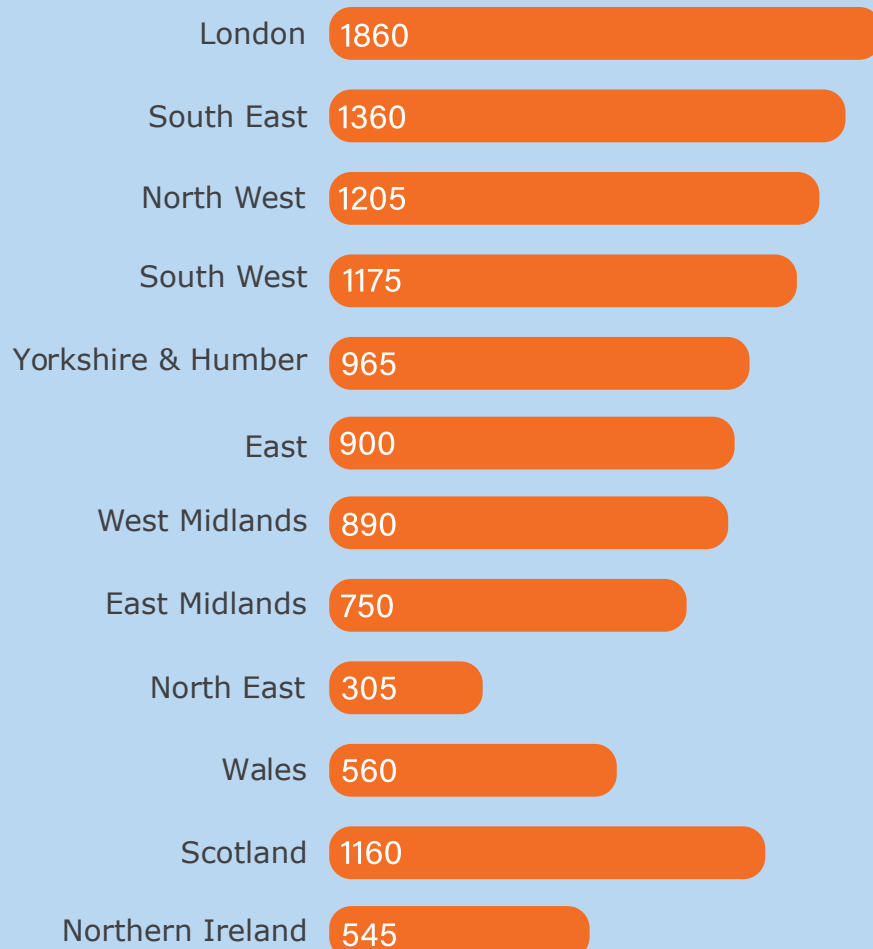 London 1860
South East 1360
North West 1205
South West 1175
Yorkshire & Humber 965
East 900
West Midlands 890
East Midlands 750
North East 305
Wales 560
Scotland 1160
Northern Ireland 545